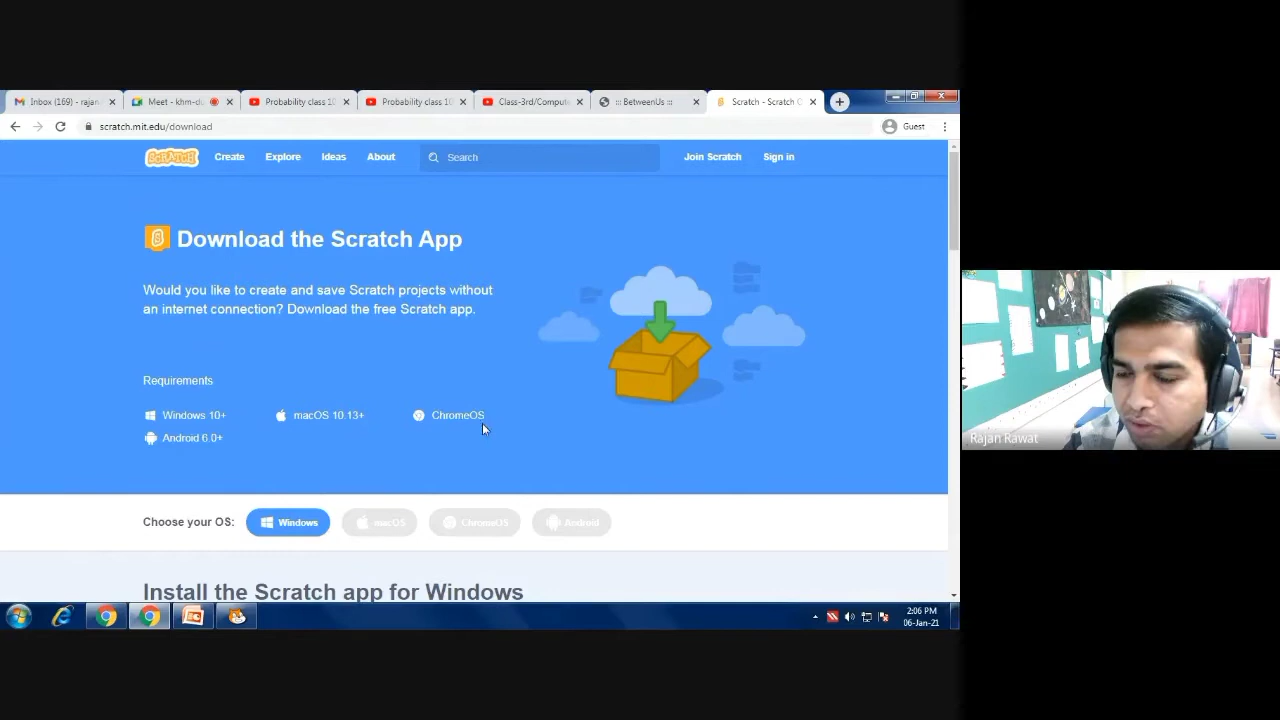 Inbox (169) - rajan
Meet - khm-du
Probability class 10
Probability class 10
Class-3rd/Compute
::: BetweenUs :::
Scratch - Scratch O
scratch.mit.edu/download
Guest
SCRATCH
Create
Explore
Ideas
About
Search
Join Scratch
Sign in
Download the Scratch App
Would you like to create and save Scratch projects without
an internet connection? Download the free Scratch app.
Requirements
Windows 10+
macOS 10.13+
ChromeOS
Android 6.0+
Choose your OS:
Windows
macOS
ChromeOS
Android
Install the Scratch app for Windows
2:06 PM
06-Jan-21
Rajan Rawat